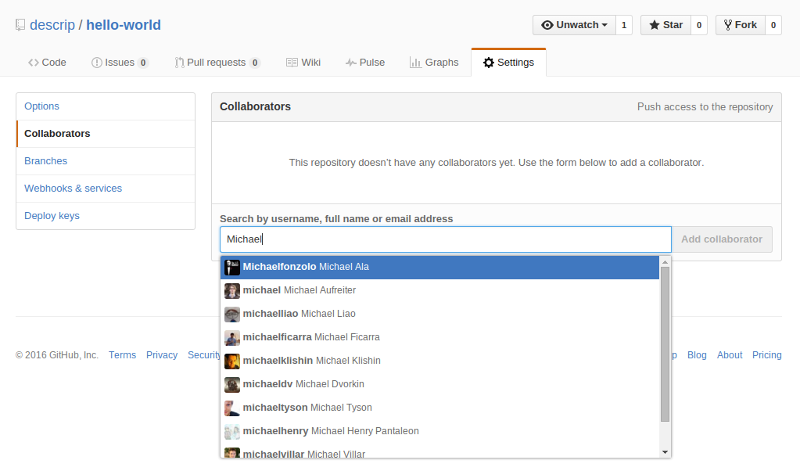 descrip / hello-world
Unwatch 1 Star 0 Fork 0
Code Issues 0 Pull requests 0 Wiki Pulse Graphs Settings
Options
Collaborators
Branches
Webhooks & services
Deploy keys
Collaborators Push access to the repository
This repository doesn't have any collaborators yet. Use the form below to add a collaborator.
Search by username, full name or email address
Michael Add collaborator
Michaelfonzolo Michael Ala
michael Michael Aufreiter
michaelliao Michael Liao
michaelficarra Michael Ficarra
michaelklishin Michael Klishin
michaeldv Michael Dvorkin
michaeltyson Michael Tyson
michaelhenry Michael Henry Pantaleon
michaelvillar Michael Villar
© 2016 GitHub, Inc. Terms Privacy Security Blog About Pricing